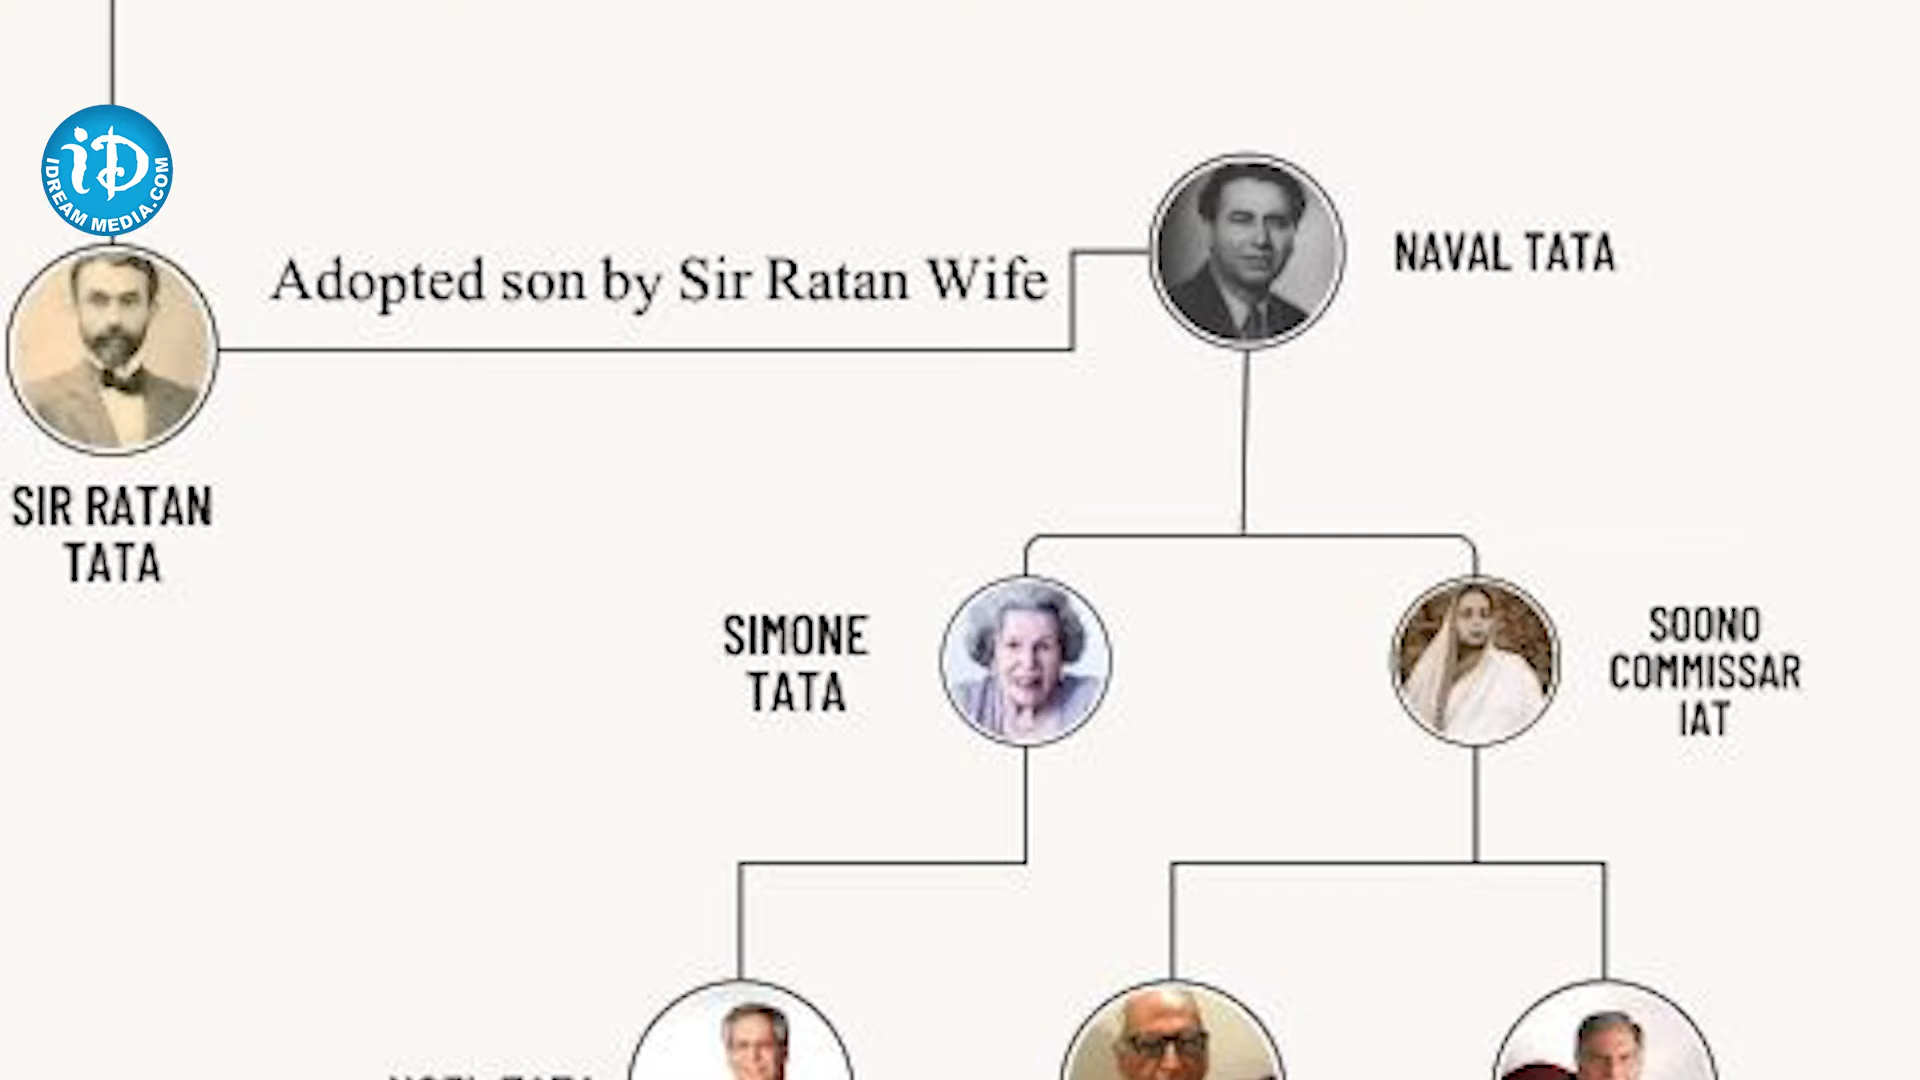 iD
IDREAM MEDIA.COM
Adopted son by Sir Ratan Wife
NAVAL TATA
SIR RATAN
TATA
SIMONE
TATA
SOONO
COMMISSAR
IAT